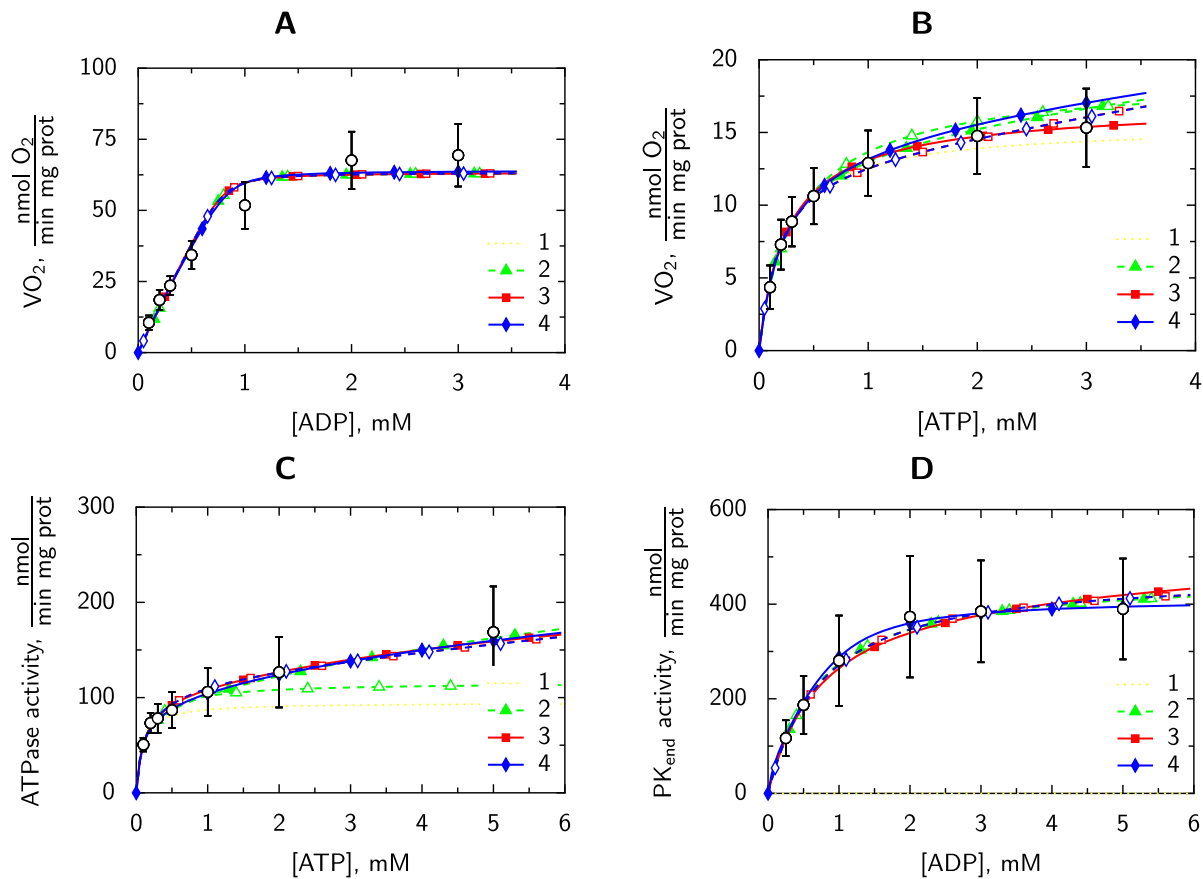 A
VO2, nmol O2 / min mg prot
100
75
50
25
0
1
2
3
4
0 1 2 3 4
[ADP], mM
B
VO2, nmol O2 / min mg prot
20
15
10
5
0
1
2
3
4
0 1 2 3 4
[ATP], mM
C
ATPase activity, nmol / min mg prot
300
200
100
0
1
2
3
4
0 1 2 3 4 5 6
[ATP], mM
D
PKend activity, nmol / min mg prot
600
400
200
0
1
2
3
4
0 1 2 3 4 5 6
[ADP], mM